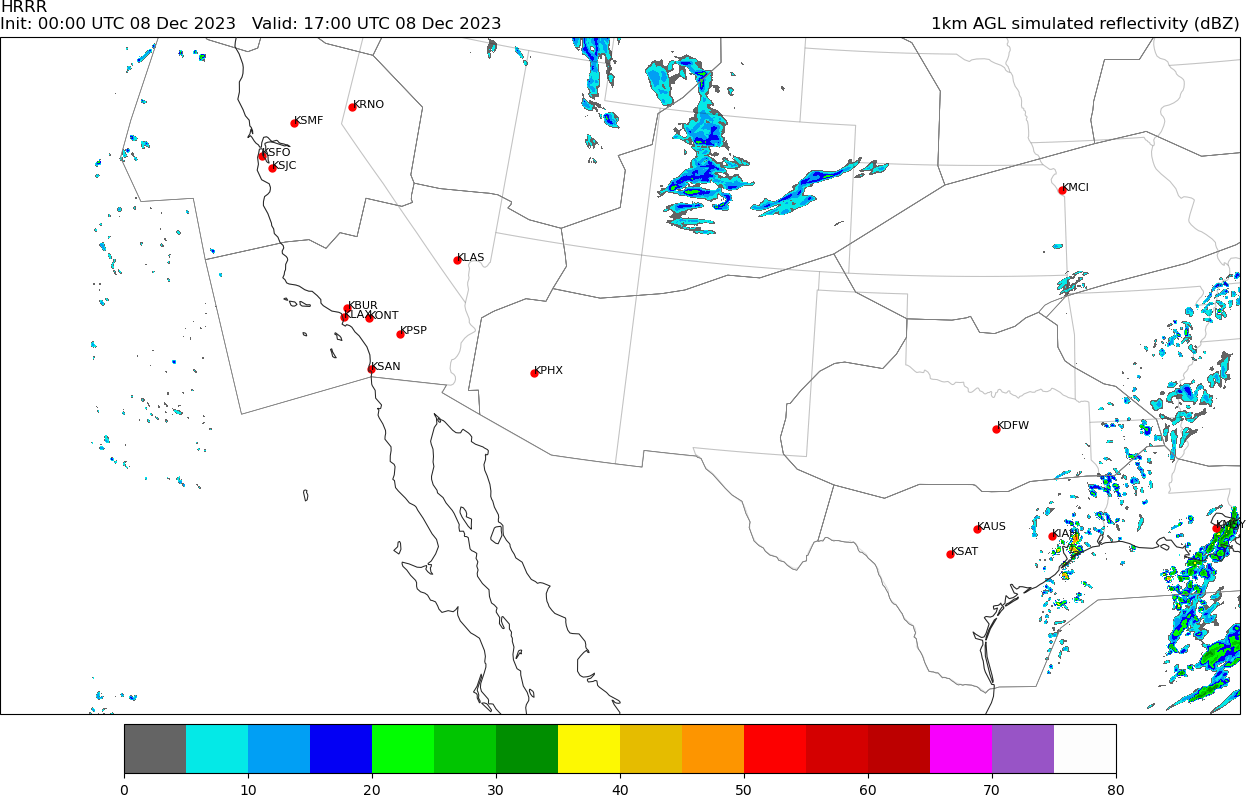 HRRR
Init: 00:00 UTC 08 Dec 2023   Valid: 17:00 UTC 08 Dec 2023
1km AGL simulated reflectivity (dBZ)
KRNO
KSMF
KSFO
KSJC
KMCI
KLAS
KBUR
KLAX
KONT
KPSP
KSAN
KPHX
KDFW
KAUS
KIAH
KMSY
KSAT
0 10 20 30 40 50 60 70 80